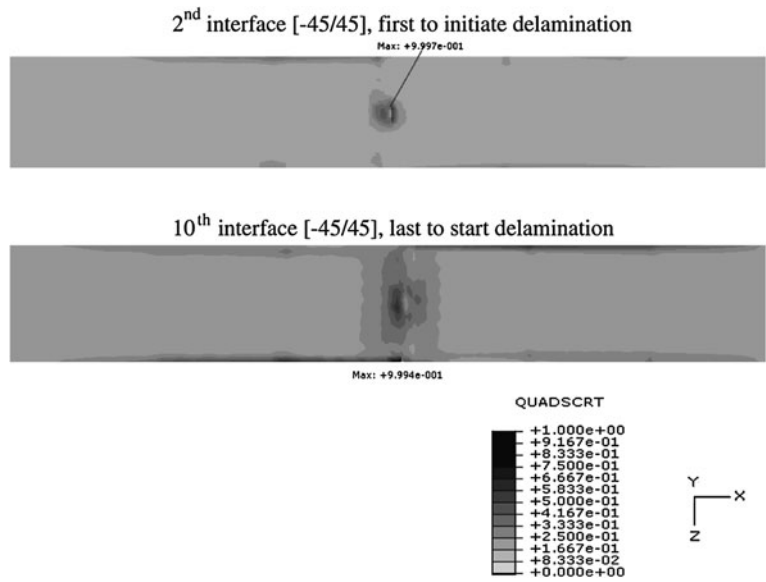 2nd interface [-45/45], first to initiate delamination
Max: +9.997e-001
10th interface [-45/45], last to start delamination
Max: +9.994e-001
QUADSCRT
+1.000e+00
+9.167e-01
+8.333e-01
+7.500e-01
+6.667e-01
+5.833e-01
+5.000e-01
+4.167e-01
+3.333e-01
+2.500e-01
+1.667e-01
+8.333e-02
+0.000e+00
Y
X
Z